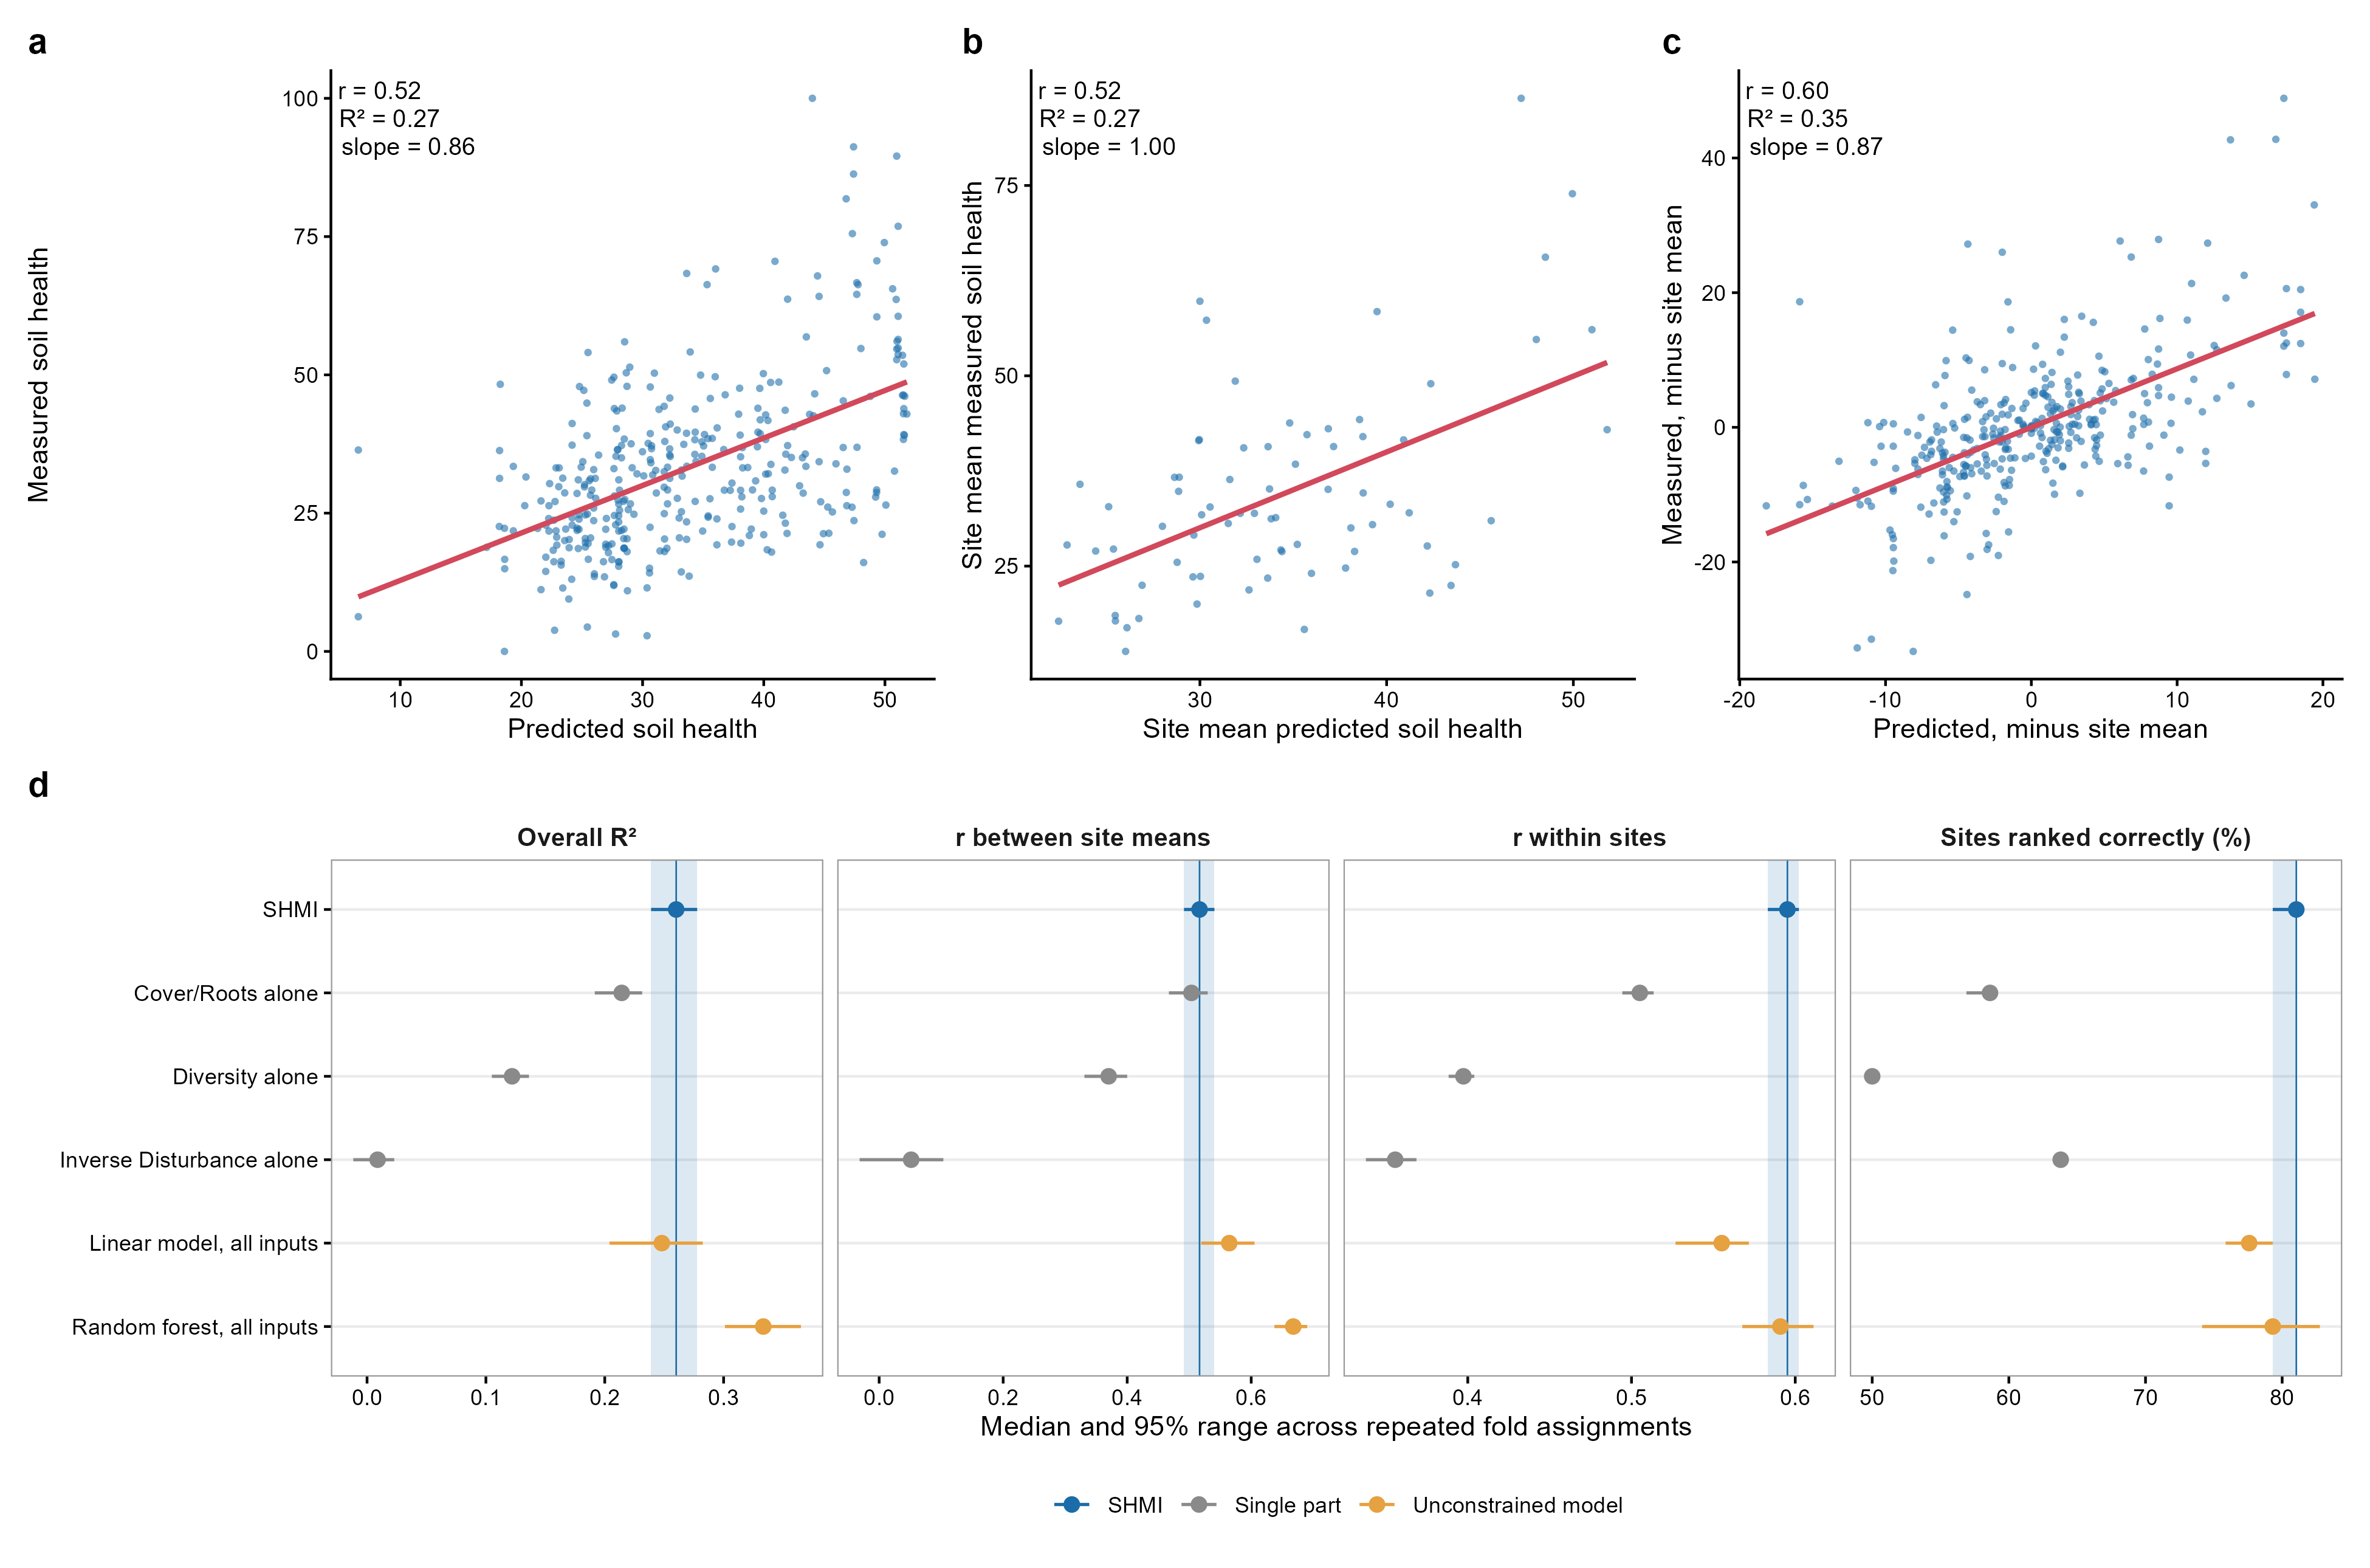 a
b
c
r = 0.52
R² = 0.27
slope = 0.86
100
75
50
25
0
Measured soil health
10
20
30
40
50
Predicted soil health
r = 0.52
R² = 0.27
slope = 1.00
75
50
25
Site mean measured soil health
30
40
50
Site mean predicted soil health
r = 0.60
R² = 0.35
slope = 0.87
40
20
0
-20
Measured, minus site mean
-20
-10
0
10
20
Predicted, minus site mean
d
Overall R²
r between site means
r within sites
Sites ranked correctly (%)
SHMI
Cover/Roots alone
Diversity alone
Inverse Disturbance alone
Linear model, all inputs
Random forest, all inputs
0.0
0.1
0.2
0.3
0.0
0.2
0.4
0.6
0.4
0.5
0.6
50
60
70
80
Median and 95% range across repeated fold assignments
SHMI
Single part
Unconstrained model